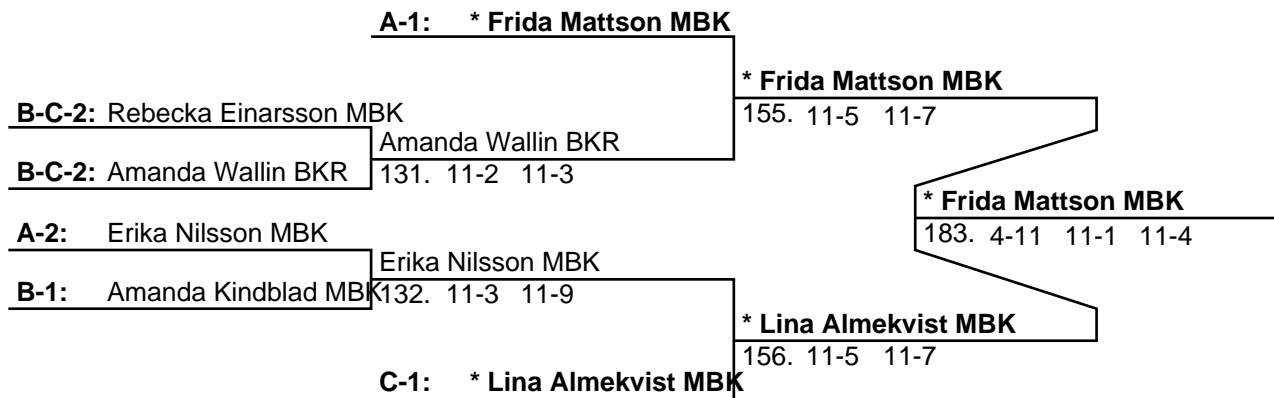 A-1: * Frida Mattson MBK
* Frida Mattson MBK
B-C-2: Rebecka Einarsson MBK
155. 11-5 11-7
Amanda Wallin BKR
B-C-2: Amanda Wallin BKR
131. 11-2 11-3
* Frida Mattson MBK
A-2: Erika Nilsson MBK
183. 4-11 11-1 11-4
Erika Nilsson MBK
B-1: Amanda Kindblad MBK
132. 11-3 11-9
* Lina Almekvist MBK
156. 11-5 11-7
C-1: * Lina Almekvist MBK